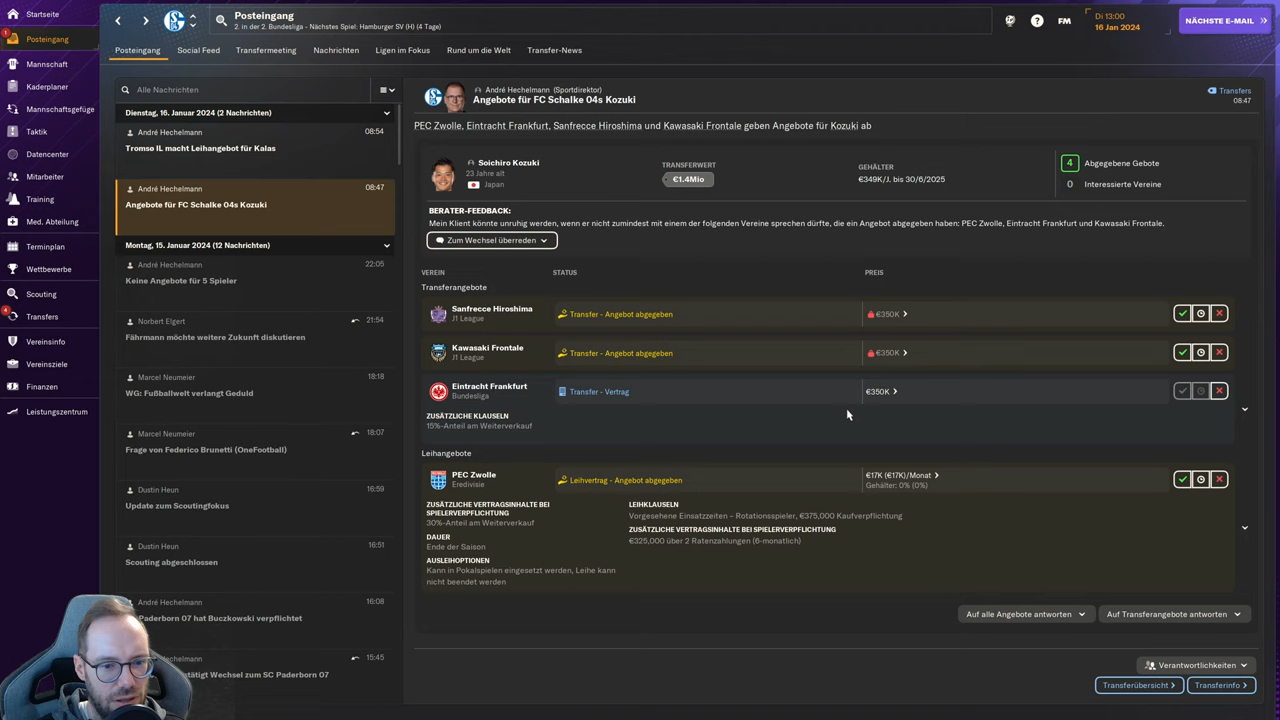 Startseite
Posteingang
Mannschaft
Kaderplaner
Mannschaftsgefüge
Taktik
Datencenter
Mitarbeiter
Training
Med. Abteilung
Terminplan
Wettbewerbe
Scouting
Transfers
Vereinsinfo
Vereinsziele
Finanzen
Leistungszentrum
1
4
Posteingang
2. in der 2. Bundesliga - Nächstes Spiel: Hamburger SV (H) (4 Tage)
?
FM
Di 13:00
16 Jan 2024
NÄCHSTE E-MAIL
Posteingang
Social Feed
Transfermeeting
Nachrichten
Ligen im Fokus
Rund um die Welt
Transfer-News
Alle Nachrichten
Dienstag, 16. Januar 2024 (2 Nachrichten)
André Hechelmann 08:54
Tromsø IL macht Leihangebot für Kalas
André Hechelmann 08:47
Angebote für FC Schalke 04s Kozuki
Montag, 15. Januar 2024 (12 Nachrichten)
André Hechelmann 22:05
Keine Angebote für 5 Spieler
Norbert Elgert 21:54
Fährmann möchte weitere Zukunft diskutieren
Marcel Neumeier 18:18
WG: Fußballwelt verlangt Geduld
Marcel Neumeier 18:07
Frage von Federico Brunetti (OneFootball)
Dustin Heun 16:59
Update zum Scoutingfokus
Dustin Heun 16:51
Scouting abgeschlossen
André Hechelmann 16:08
Paderborn 07 hat Buczkowski verpflichtet
Hechelmann 15:45
tätigt Wechsel zum SC Paderborn 07
André Hechelmann (Sportdirektor)
Angebote für FC Schalke 04s Kozuki
Transfers
08:47
PEC Zwolle, Eintracht Frankfurt, Sanfrecce Hiroshima und Kawasaki Frontale geben Angebote für Kozuki ab
Soichiro Kozuki
23 Jahre alt
Japan
TRANSFERWERT
€1.4Mio
GEHÄLTER
€349K/J. bis 30/6/2025
4 Abgegebene Gebote
0 Interessierte Vereine
BERATER-FEEDBACK:
Mein Klient könnte unruhig werden, wenn er nicht zumindest mit einem der folgenden Vereine sprechen dürfte, die ein Angebot abgegeben haben: PEC Zwolle, Eintracht Frankfurt und Kawasaki Frontale.
Zum Wechsel überreden
VEREIN STATUS PREIS
Transferangebote
Sanfrecce Hiroshima
J1 League
Transfer - Angebot abgegeben
€350K
Kawasaki Frontale
J1 League
Transfer - Angebot abgegeben
€350K
Eintracht Frankfurt
Bundesliga
Transfer - Vertrag
€350K
ZUSÄTZLICHE KLAUSELN
15%-Anteil am Weiterverkauf
Leihangebote
PEC Zwolle
Eredivisie
Leihvertrag - Angebot abgegeben
€17K (€17K)/Monat
Gehälter: 0% (0%)
ZUSÄTZLICHE VERTRAGSINHALTE BEI
SPIELERVERPFLICHTUNG
30%-Anteil am Weiterverkauf
DAUER
Ende der Saison
AUSLEIHOPTIONEN
Kann in Pokalspielen eingesetzt werden, Leihe kann
nicht beendet werden
LEIHKLAUSELN
Vorgesehene Einsatzzeiten – Rotationsspieler, €375,000 Kaufverpflichtung
ZUSÄTZLICHE VERTRAGSINHALTE BEI SPIELERVERPFLICHTUNG
€325,000 über 2 Ratenzahlungen (6-monatlich)
Auf alle Angebote antworten
Auf Transferangebote antworten
Verantwortlichkeiten
Transferübersicht
Transferinfo